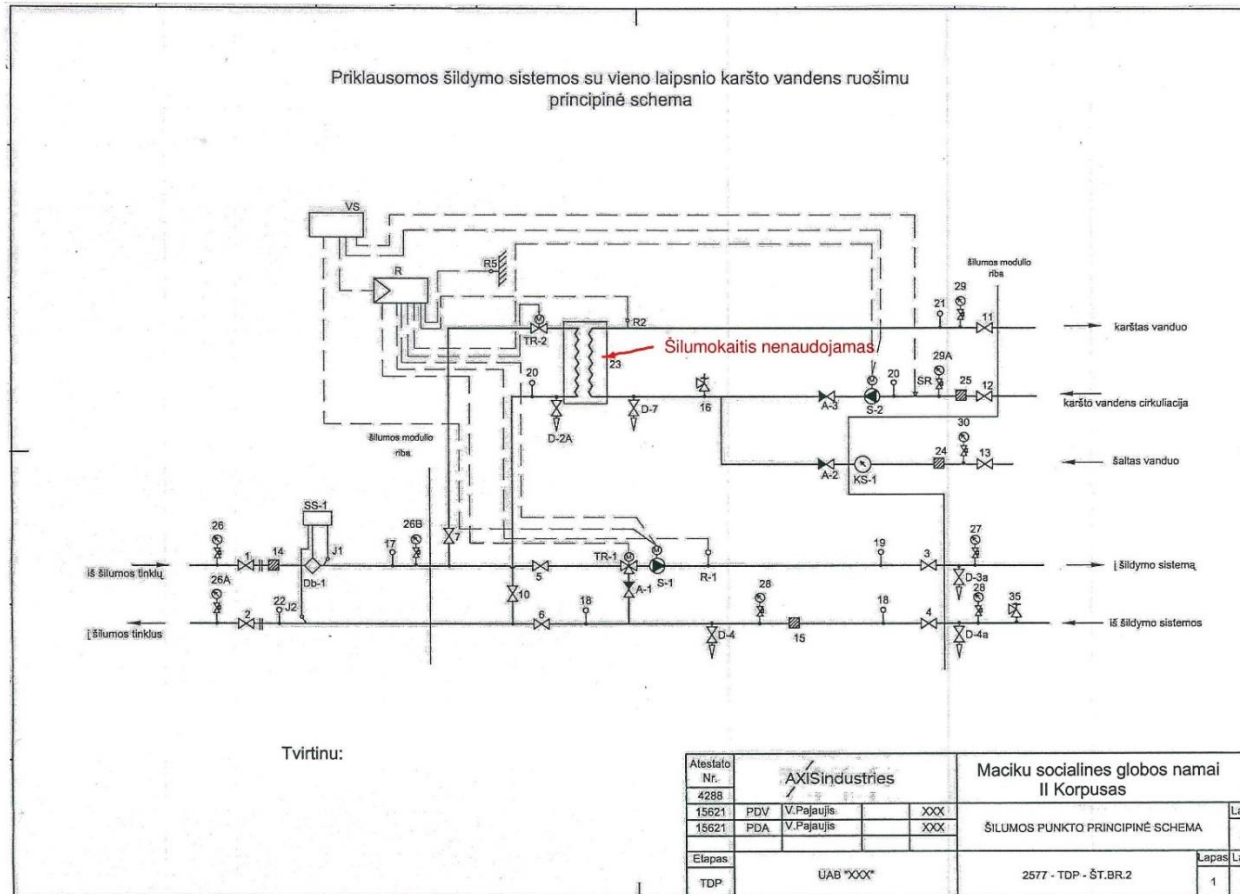 Priklausomos šildymo sistemos su vieno laipsnio karšto vandens ruošimu
principinė schema
VS
R
R5
šilumos modulio
riba
29
21
11
R2
TR-2
karštas vanduo
Šilumokaitis nenaudojamas
23
29A
20
20
SR
25
12
16
A-3
S-2
karšto vandens cirkuliacija
D-2A
D-7
30
24
13
šaltas vanduo
A-2
KS-1
šilumos modulio
riba
SS-1
26
26B
7
1
14
J1
17
TR-1
19
3
27
iš šilumos tinklų
Db-1
5
S-1
R-1
į šildymo sistemą
26A
A-1
D-3a
28
28
35
22
J2
10
18
18
2
6
4
į šilumos tinklus
D-4
15
D-4a
iš šildymo sistemos
Tvirtinu:
Atestato
Nr.
AXISindustries
Maciku socialines globos namai
II Korpusas
4288
15621 PDV V.Pajaujis XXX
15621 PDA V.Pajaujis XXX
ŠILUMOS PUNKTO PRINCIPINĖ SCHEMA
Etapas
TDP
UAB "XXX"
2577 - TDP - ŠT.BR.2
Lapas
1